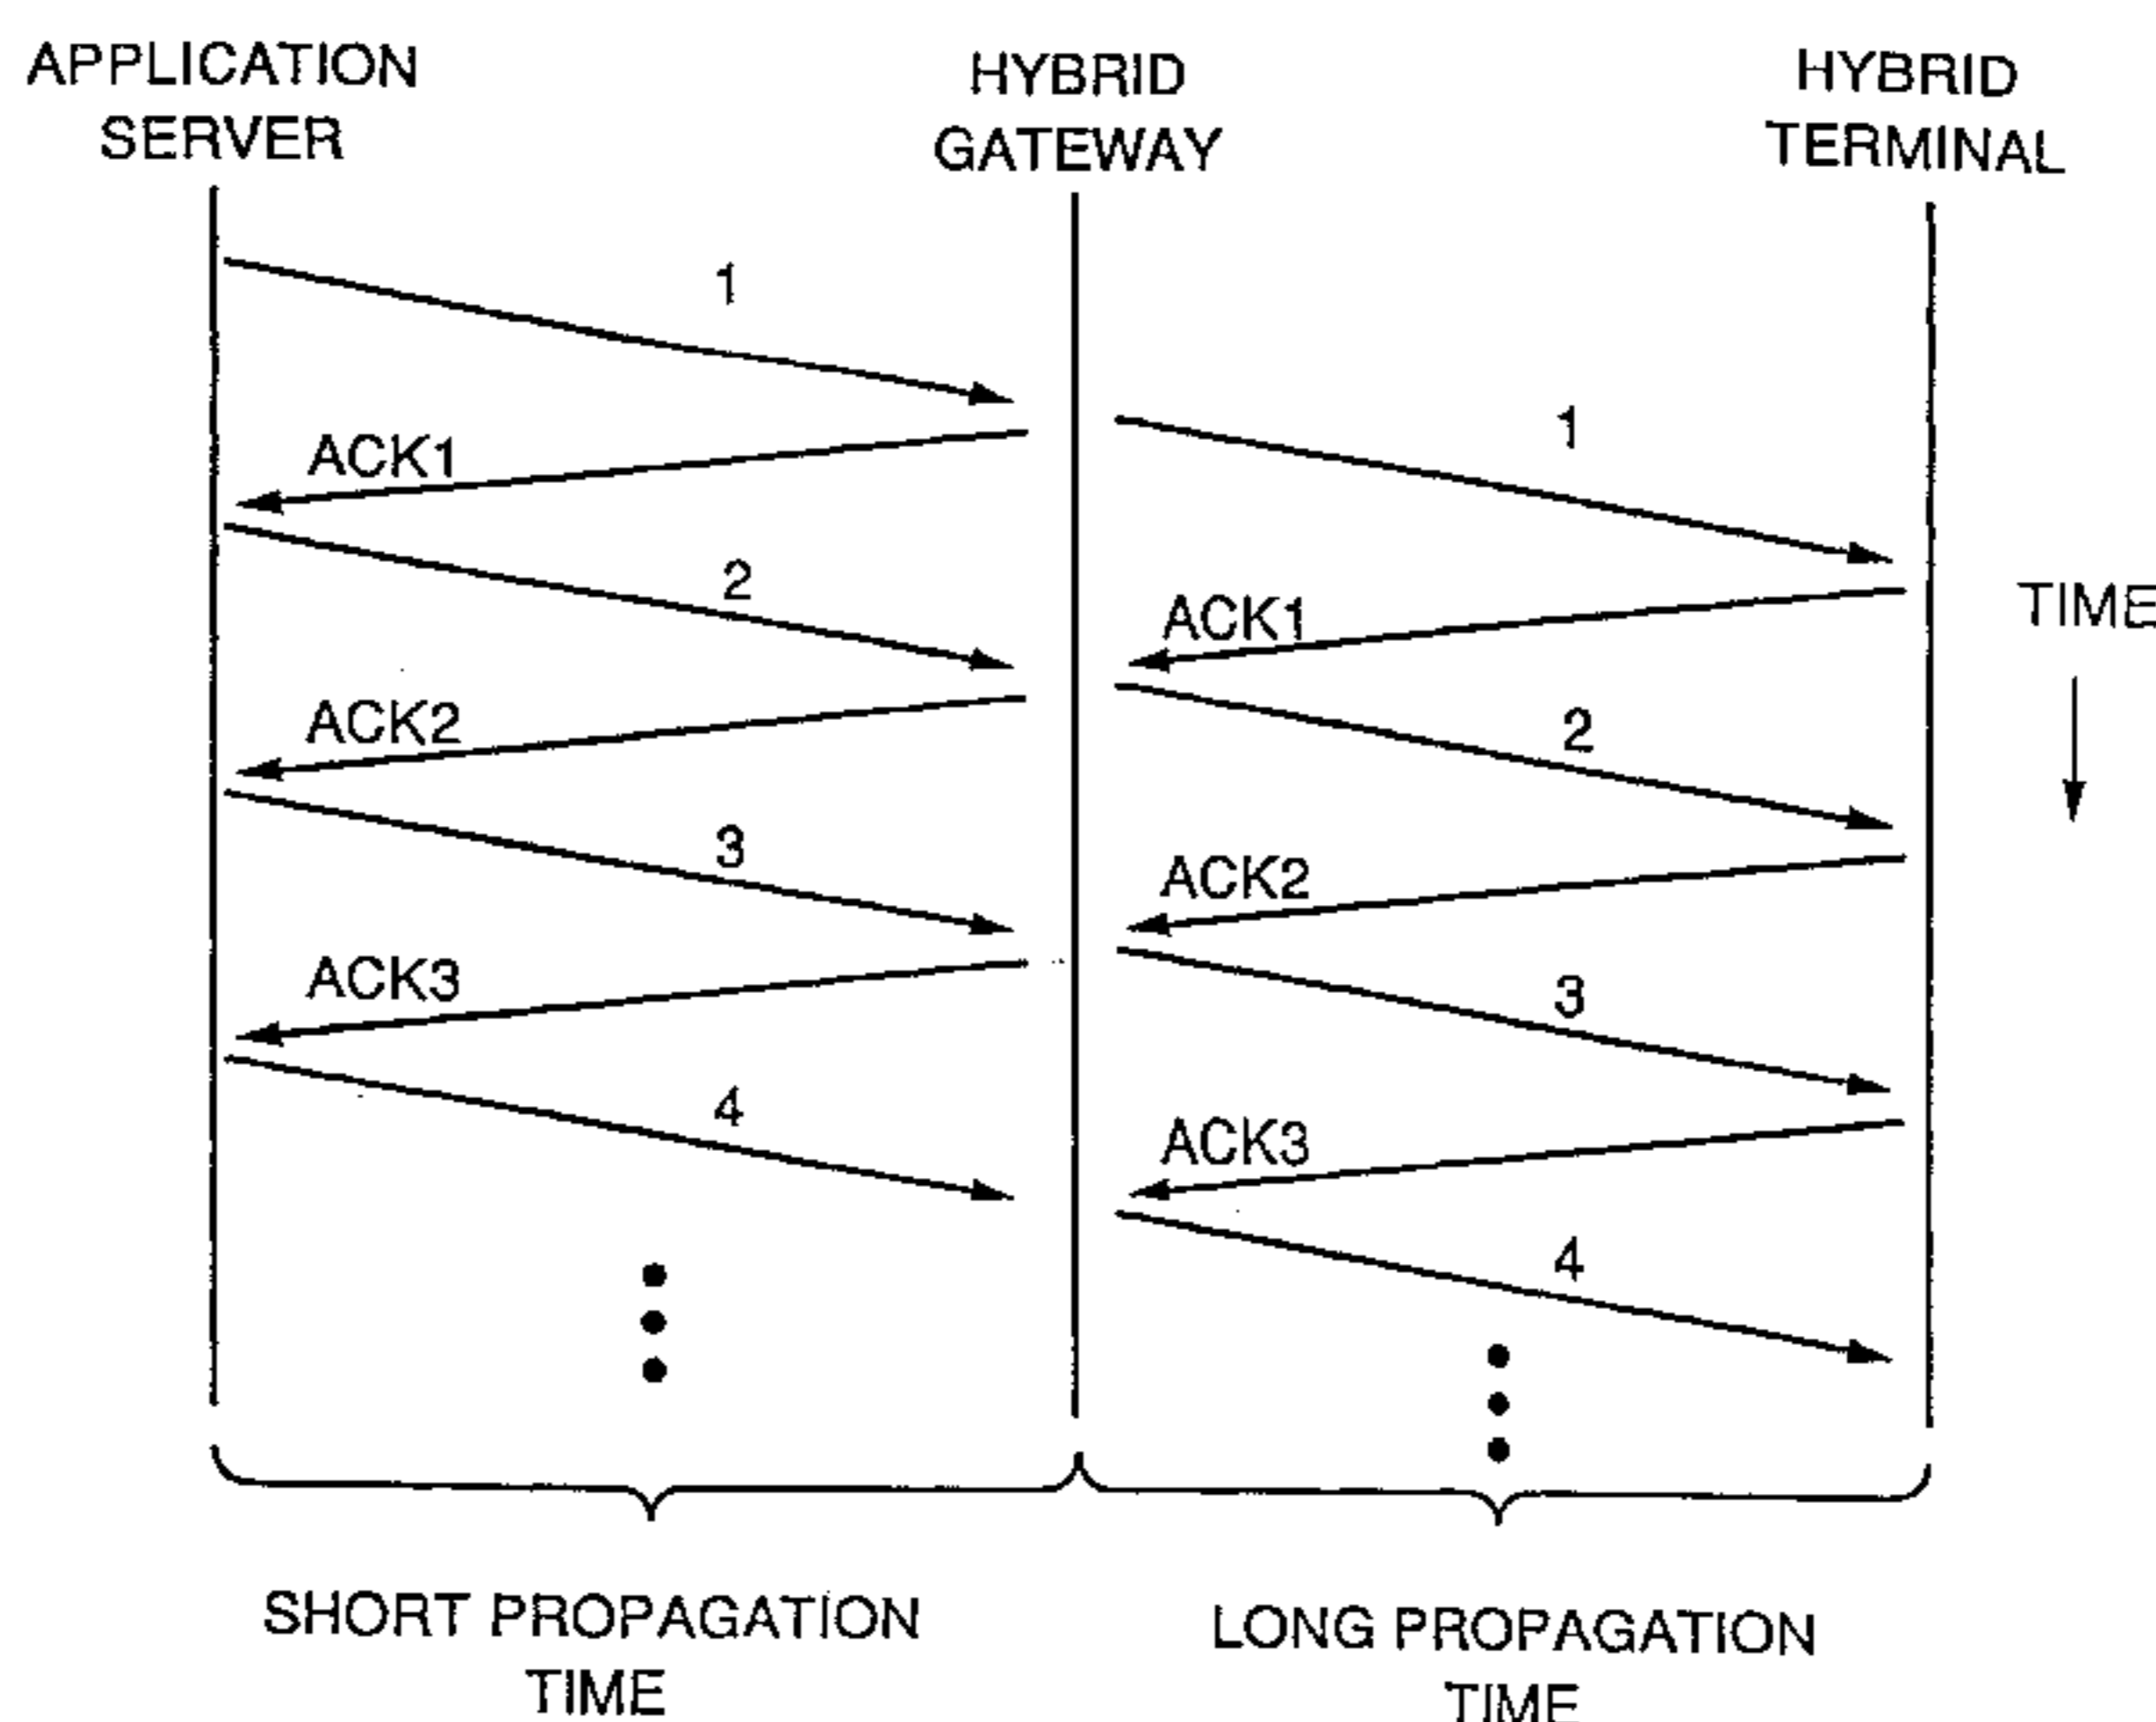 APPLICATION
SERVER
HYBRID
GATEWAY
HYBRID
TERMINAL
1
1
ACK1
2
ACK1
TIME
ACK2
2
3
ACK2
ACK3
3
4
ACK3
4
SHORT PROPAGATION
TIME
LONG PROPAGATION
TIME